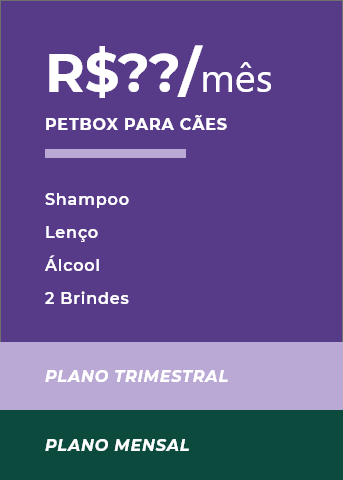 R$??/mês
PETBOX PARA CÃES
Shampoo
Lenço
Álcool
2 Brindes
PLANO TRIMESTRAL
PLANO MENSAL